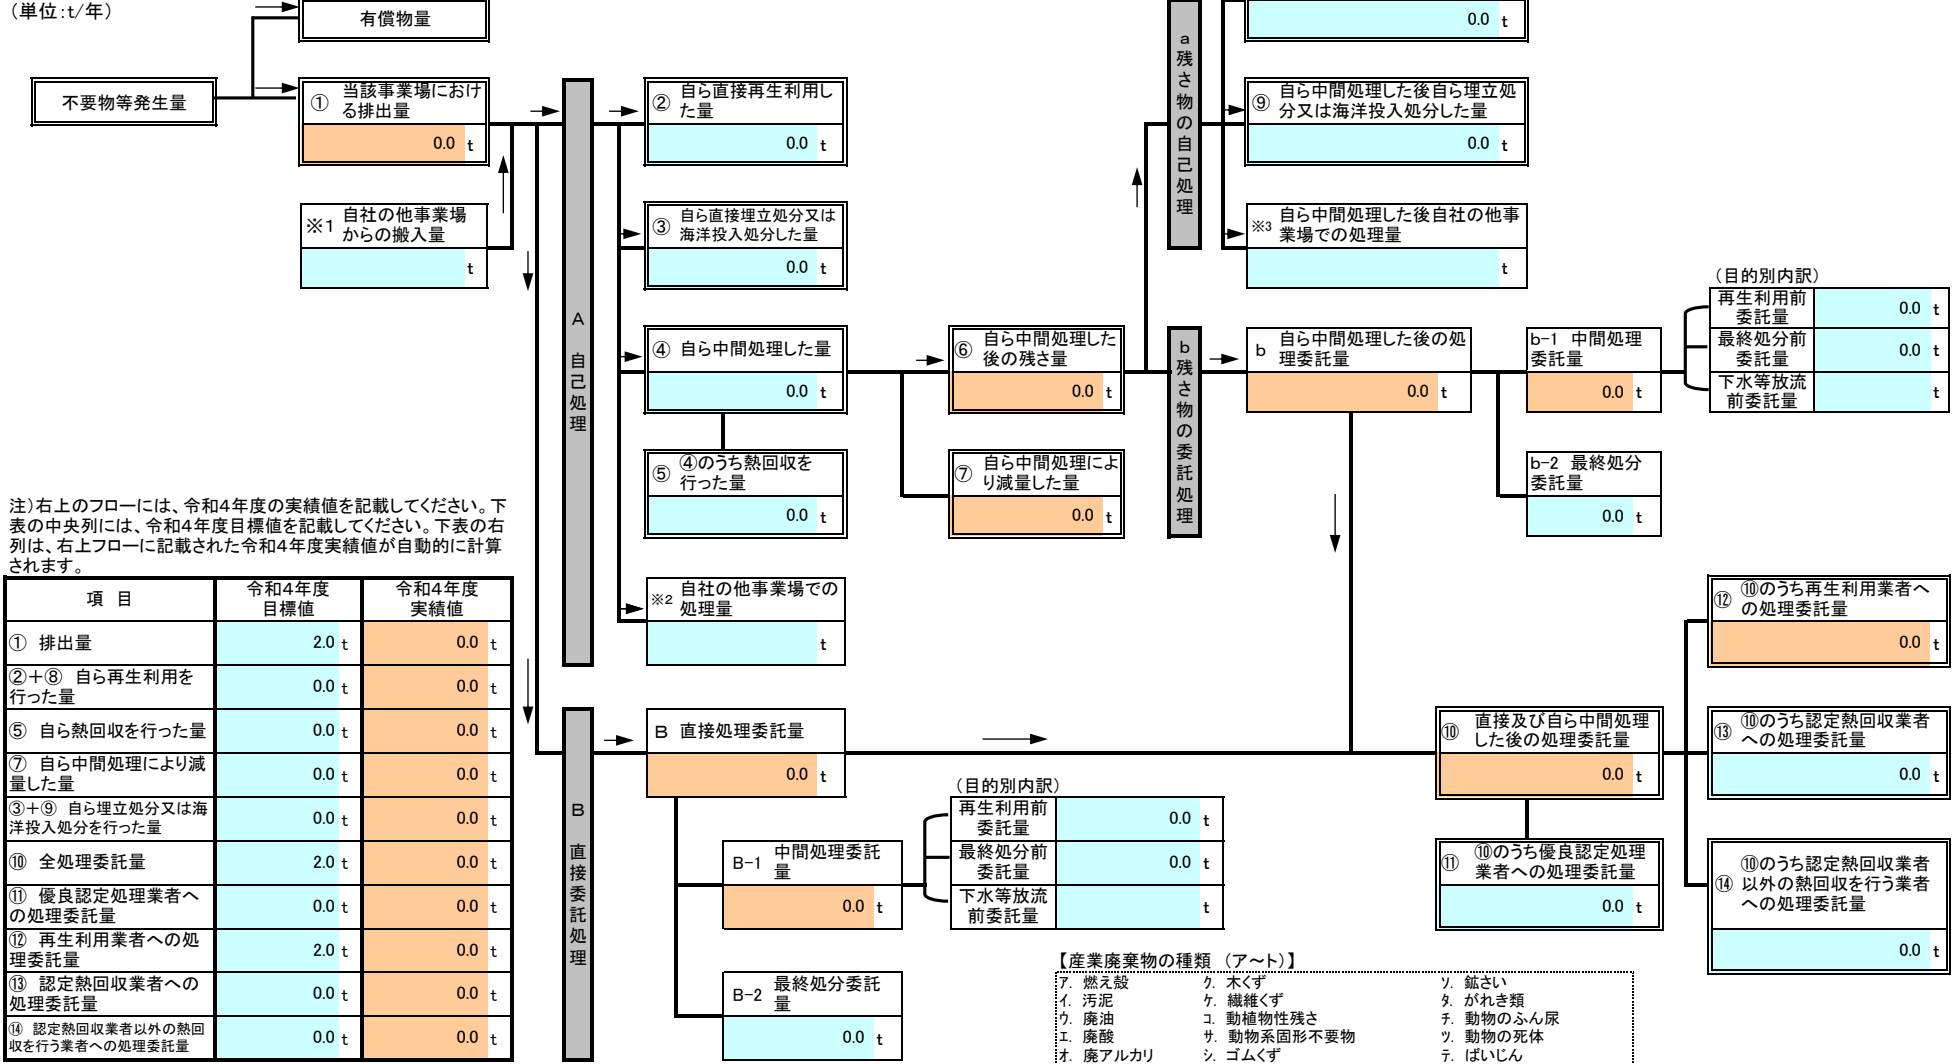 （単位：t/年）
有償物量
不要物等発生量
① 当該事業場におけ
る排出量
0.0 t
※1 自社の他事業場
からの搬入量
t
A 自己処理
② 自ら直接再生利用し
た量
0.0 t
③ 自ら直接埋立処分又は
海洋投入処分した量
0.0 t
④ 自ら中間処理した量
0.0 t
⑤ ④のうち熱回収を
行った量
0.0 t
※2 自社の他事業場での
処理量
t
⑥ 自ら中間処理した
後の残さ量
0.0 t
⑦ 自ら中間処理によ
り減量した量
0.0 t
a 残さ物の自己処理
0.0 t
⑨ 自ら中間処理した後自ら埋立処
分又は海洋投入処分した量
0.0 t
※3 自ら中間処理した後自社の他事
業場での処理量
t
b 残さ物の委託処理
b 自ら中間処理した後の処
理委託量
0.0 t
b-1 中間処理
委託量
0.0 t
b-2 最終処分
委託量
0.0 t
（目的別内訳）
再生利用前
委託量 0.0 t
最終処分前
委託量 0.0 t
下水等放流
前委託量 t
注）右上のフローには、令和４年度の実績値を記載してください。下
表の中央列には、令和４年度目標値を記載してください。下表の右
列は、右上フローに記載された令和４年度実績値が自動的に計算
されます。
項 目 令和４年度
目標値 令和４年度
実績値
① 排出量 2.0 t 0.0 t
②＋⑧ 自ら再生利用を
行った量 0.0 t 0.0 t
⑤ 自ら熱回収を行った量 0.0 t 0.0 t
⑦ 自ら中間処理により減
量した量 0.0 t 0.0 t
③＋⑨ 自ら埋立処分又は海
洋投入処分を行った量 0.0 t 0.0 t
⑩ 全処理委託量 2.0 t 0.0 t
⑪ 優良認定処理業者へ
の処理委託量 0.0 t 0.0 t
⑫ 再生利用業者への処
理委託量 2.0 t 0.0 t
⑬ 認定熱回収業者への
処理委託量 0.0 t 0.0 t
⑭ 認定熱回収業者以外の熱回
収を行う業者への処理委託量 0.0 t 0.0 t
B 直接委託処理
B 直接処理委託量
0.0 t
B-1 中間処理委託
量
0.0 t
B-2 最終処分委託
量
0.0 t
（目的別内訳）
再生利用前
委託量 0.0 t
最終処分前
委託量 0.0 t
下水等放流
前委託量 t
⑩ 直接及び自ら中間処理
した後の処理委託量
0.0 t
⑪ ⑩のうち優良認定処理
業者への処理委託量
0.0 t
⑫ ⑩のうち再生利用業者へ
の処理委託量
0.0 t
⑬ ⑩のうち認定熱回収業者
への処理委託量
0.0 t
⑭ ⑩のうち認定熱回収業者
以外の熱回収を行う業者
への処理委託量
0.0 t
【産業廃棄物の種類 （ア～ト）】
ア. 燃え殻 ク. 木くず ソ. 鉱さい
イ. 汚泥 ケ. 繊維くず タ. がれき類
ウ. 廃油 コ. 動植物性残さ チ. 動物のふん尿
エ. 廃酸 サ. 動物系固形不要物 ツ. 動物の死体
オ. 廃アルカリ シ. ゴムくず テ. ばいじん